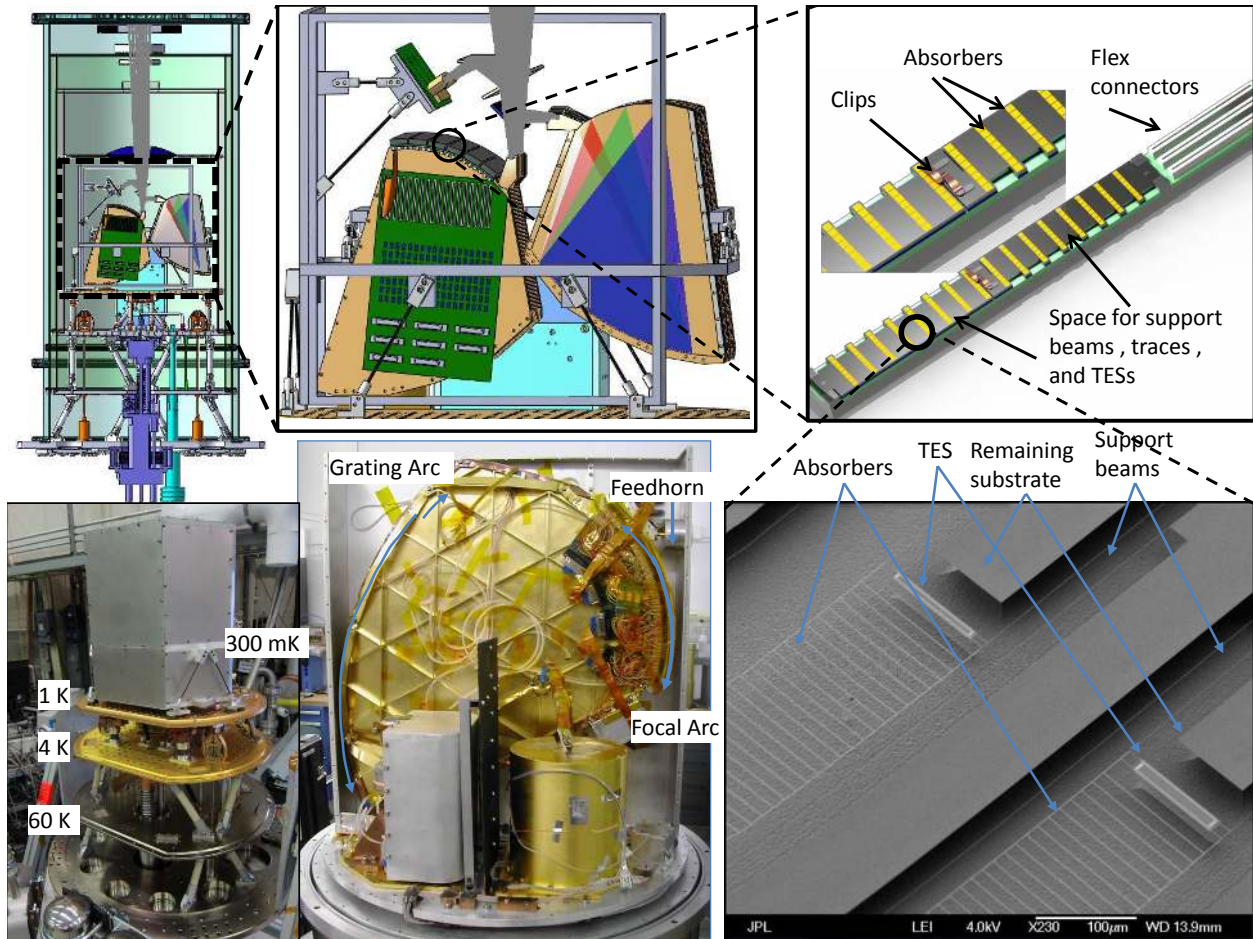 Absorbers
Flex
connectors
Clips
Space for support
beams , traces ,
and TESs
Absorbers
TES
Remaining
substrate
Support
beams
Grating Arc
Feedhorn
Focal Arc
300 mK
1 K
4 K
60 K
JPL LEI 4.0kV X230 100μm WD 13.9mm